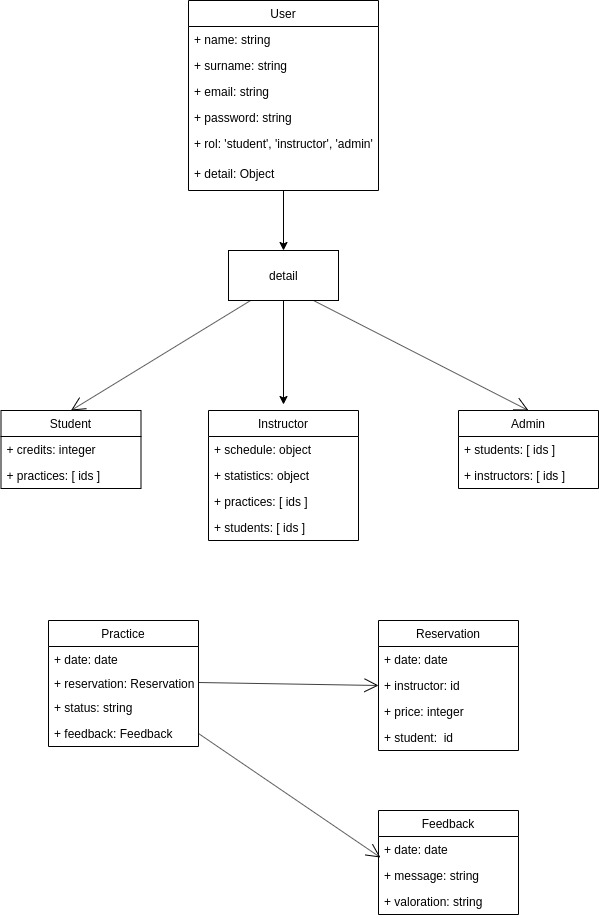 User
+ name: string
+ surname: string
+ email: string
+ password: string
+ rol: 'student', 'instructor', 'admin'
+ detail: Object
detail
Student
+ credits: integer
+ practices: [ ids ]
Instructor
+ schedule: object
+ statistics: object
+ practices: [ ids ]
+ students: [ ids ]
Admin
+ students: [ ids ]
+ instructors: [ ids ]
Practice
+ date: date
+ reservation: Reservation
+ status: string
+ feedback: Feedback
Reservation
+ date: date
+ instructor: id
+ price: integer
+ student:  id
Feedback
+ date: date
+ message: string
+ valoration: string